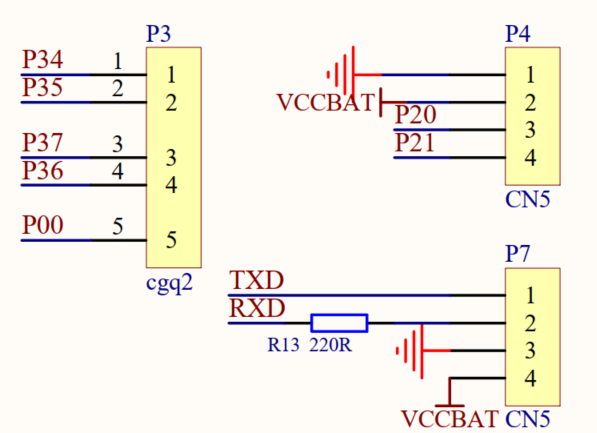 P3
P34 1 1
P35 2 2
P37 3 3
P36 4 4
P00 5 5
cgq2
P4
1
VCCBAT 2
P20 3
P21 4
CN5
P7
TXD 1
RXD 2
R13 220R
3
4
VCCBAT CN5